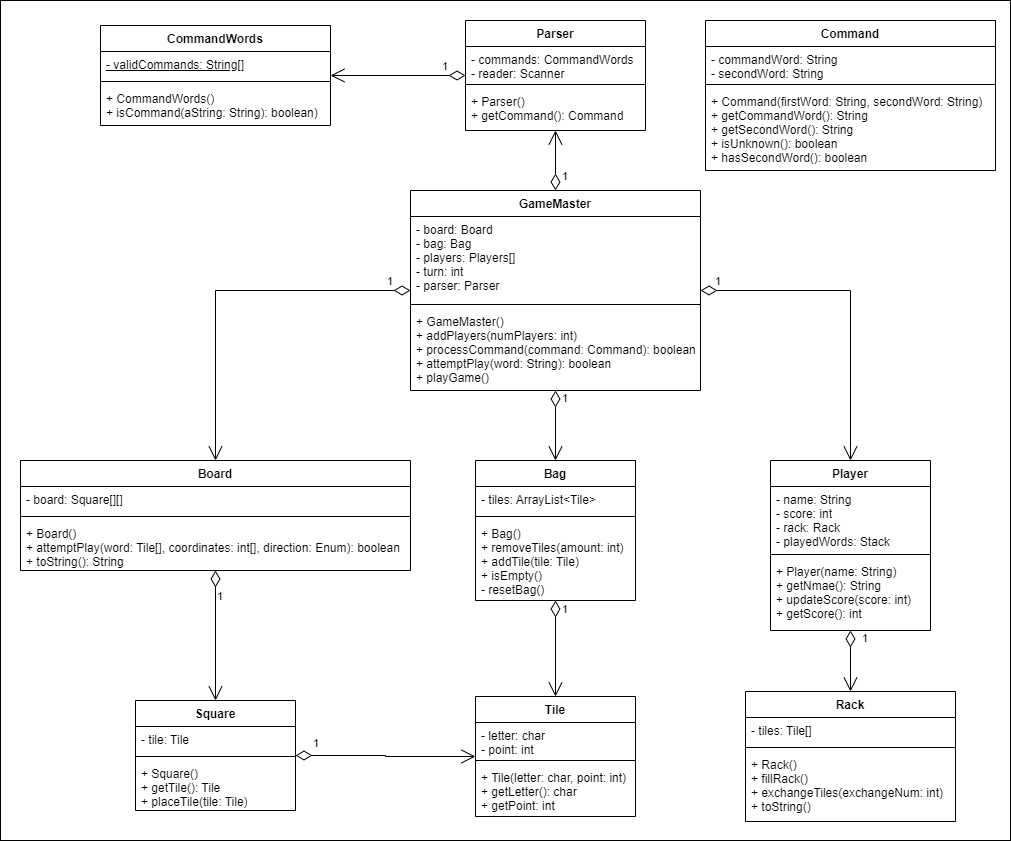 CommandWords
- validCommands: String[]
+ CommandWords()
+ isCommand(aString: String): boolean)
1
Parser
- commands: CommandWords
- reader: Scanner
+ Parser()
+ getCommand(): Command
Command
- commandWord: String
- secondWord: String
+ Command(firstWord: String, secondWord: String)
+ getCommandWord(): String
+ getSecondWord(): String
+ isUnknown(): boolean
+ hasSecondWord(): boolean
1
GameMaster
- board: Board
- bag: Bag
- players: Players[]
- turn: int
- parser: Parser
+ GameMaster()
+ addPlayers(numPlayers: int)
+ processCommand(command: Command): boolean
+ attemptPlay(word: String): boolean
+ playGame()
1
1
1
Board
- board: Square[][]
+ Board()
+ attemptPlay(word: Tile[], coordinates: int[], direction: Enum): boolean
+ toString(): String
1
Bag
- tiles: ArrayList<Tile>
+ Bag()
+ removeTiles(amount: int)
+ addTile(tile: Tile)
+ isEmpty()
- resetBag()
1
Player
- name: String
- score: int
- rack: Rack
- playedWords: Stack
+ Player(name: String)
+ getNmae(): String
+ updateScore(score: int)
+ getScore(): int
1
Square
- tile: Tile
+ Square()
+ getTile(): Tile
+ placeTile(tile: Tile)
1
Tile
- letter: char
- point: int
+ Tile(letter: char, point: int)
+ getLetter(): char
+ getPoint: int
Rack
- tiles: Tile[]
+ Rack()
+ fillRack()
+ exchangeTiles(exchangeNum: int)
+ toString()